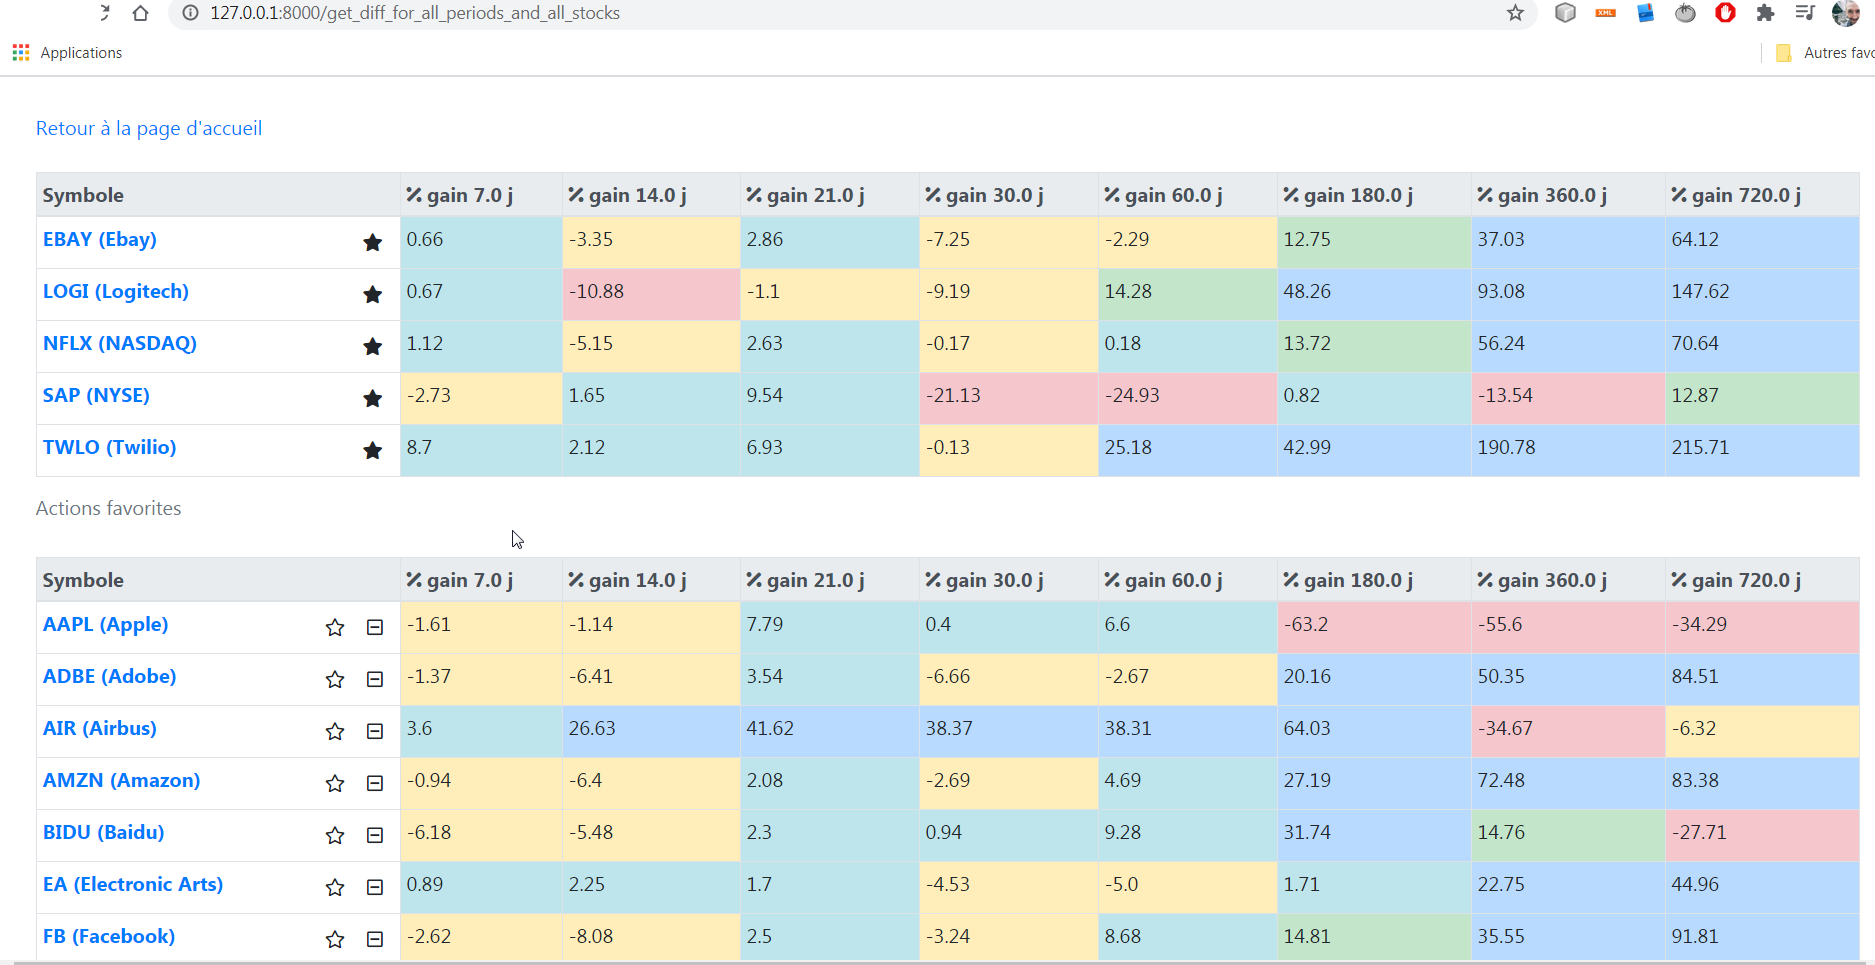 127.0.0.1:8000/get_diff_for_all_periods_and_all_stocks
XML
Applications
Autres favo
Retour à la page d'accueil
Symbole % gain 7.0 j % gain 14.0 j % gain 21.0 j % gain 30.0 j % gain 60.0 j % gain 180.0 j % gain 360.0 j % gain 720.0 j
EBAY (Ebay) 0.66 -3.35 2.86 -7.25 -2.29 12.75 37.03 64.12
LOGI (Logitech) 0.67 -10.88 -1.1 -9.19 14.28 48.26 93.08 147.62
NFLX (NASDAQ) 1.12 -5.15 2.63 -0.17 0.18 13.72 56.24 70.64
SAP (NYSE) -2.73 1.65 9.54 -21.13 -24.93 0.82 -13.54 12.87
TWLO (Twilio) 8.7 2.12 6.93 -0.13 25.18 42.99 190.78 215.71
Actions favorites
Symbole % gain 7.0 j % gain 14.0 j % gain 21.0 j % gain 30.0 j % gain 60.0 j % gain 180.0 j % gain 360.0 j % gain 720.0 j
AAPL (Apple) -1.61 -1.14 7.79 0.4 6.6 -63.2 -55.6 -34.29
ADBE (Adobe) -1.37 -6.41 3.54 -6.66 -2.67 20.16 50.35 84.51
AIR (Airbus) 3.6 26.63 41.62 38.37 38.31 64.03 -34.67 -6.32
AMZN (Amazon) -0.94 -6.4 2.08 -2.69 4.69 27.19 72.48 83.38
BIDU (Baidu) -6.18 -5.48 2.3 0.94 9.28 31.74 14.76 -27.71
EA (Electronic Arts) 0.89 2.25 1.7 -4.53 -5.0 1.71 22.75 44.96
FB (Facebook) -2.62 -8.08 2.5 -3.24 8.68 14.81 35.55 91.81